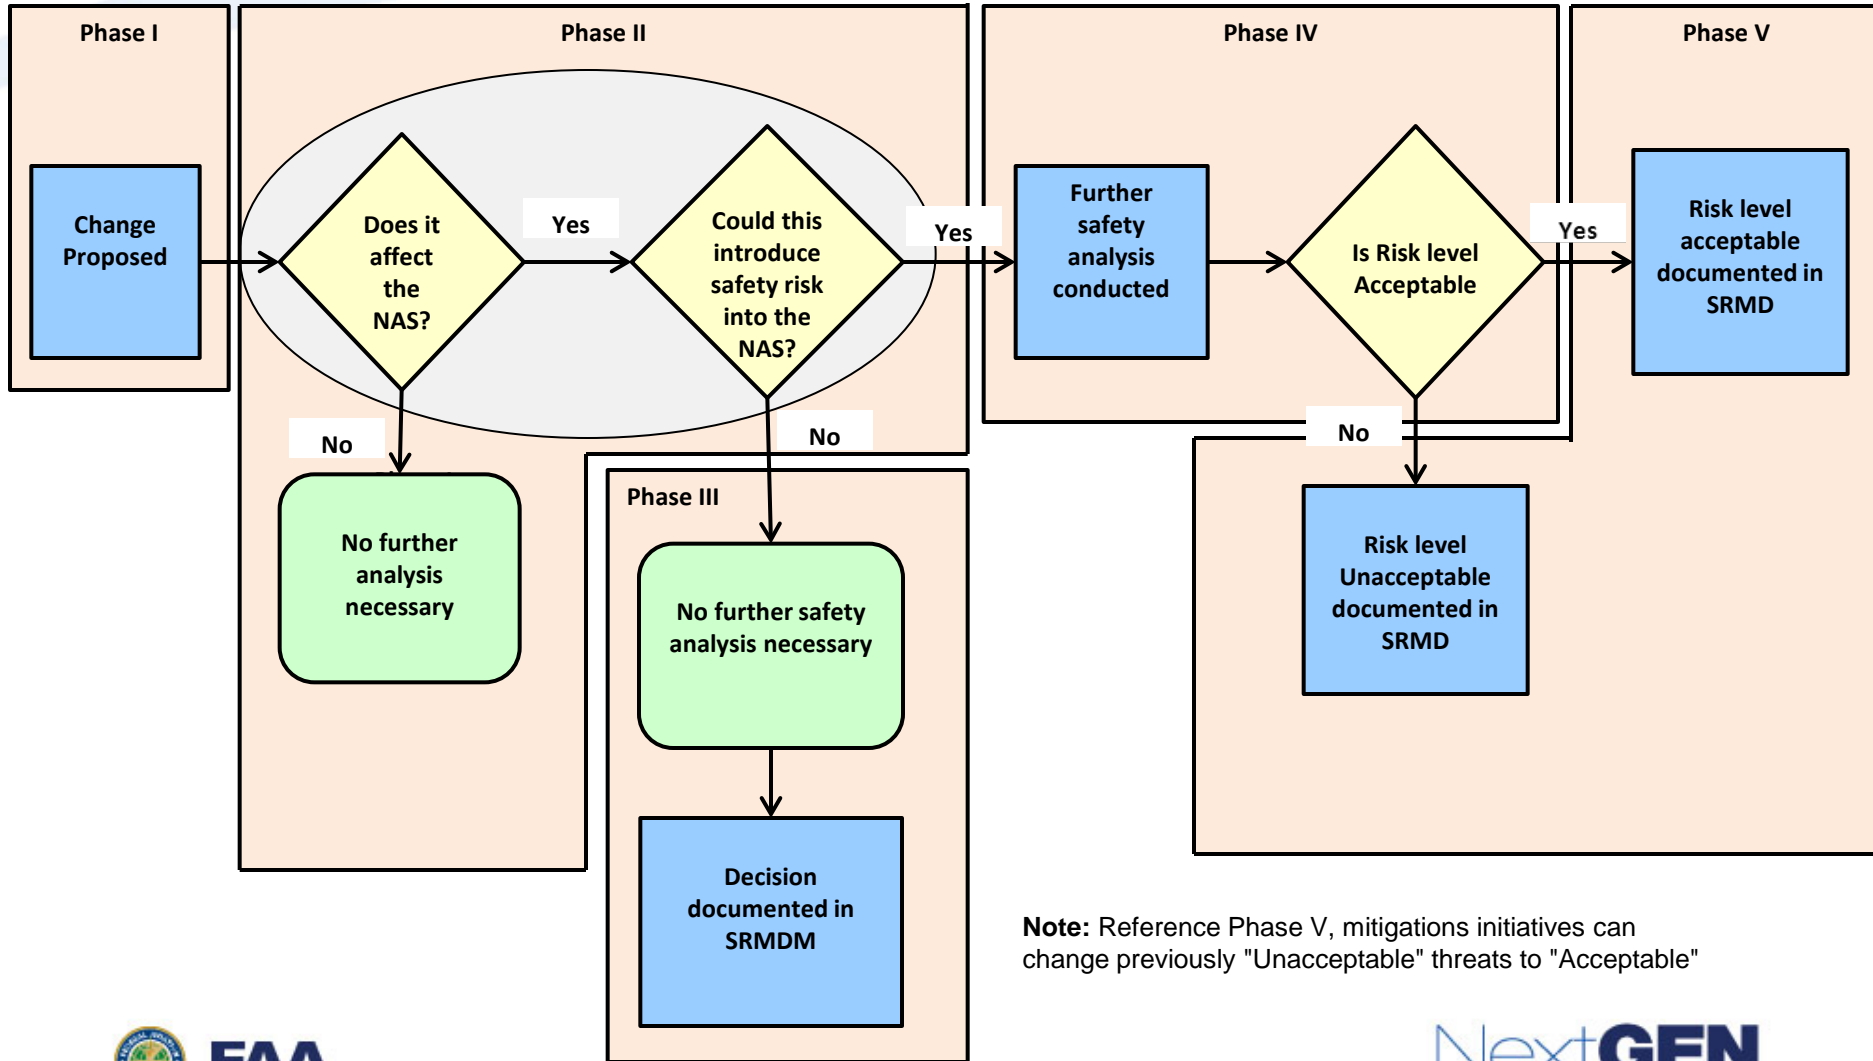 Phase I
Phase II
Phase IV
Phase V
Change
Proposed
Does it
affect
the
NAS?
Yes
Could this
introduce
safety risk
into the
NAS?
Yes
Further
safety
analysis
conducted
Is Risk level
Acceptable
Yes
Risk level
acceptable
documented in
SRMD
No
No
No
No further
analysis
necessary
Phase III
No further safety
analysis necessary
Decision
documented in
SRMDM
Risk level
Unacceptable
documented in
SRMD
Note: Reference Phase V, mitigations initiatives can
change previously "Unacceptable" threats to "Acceptable"
FAA
NextGEN